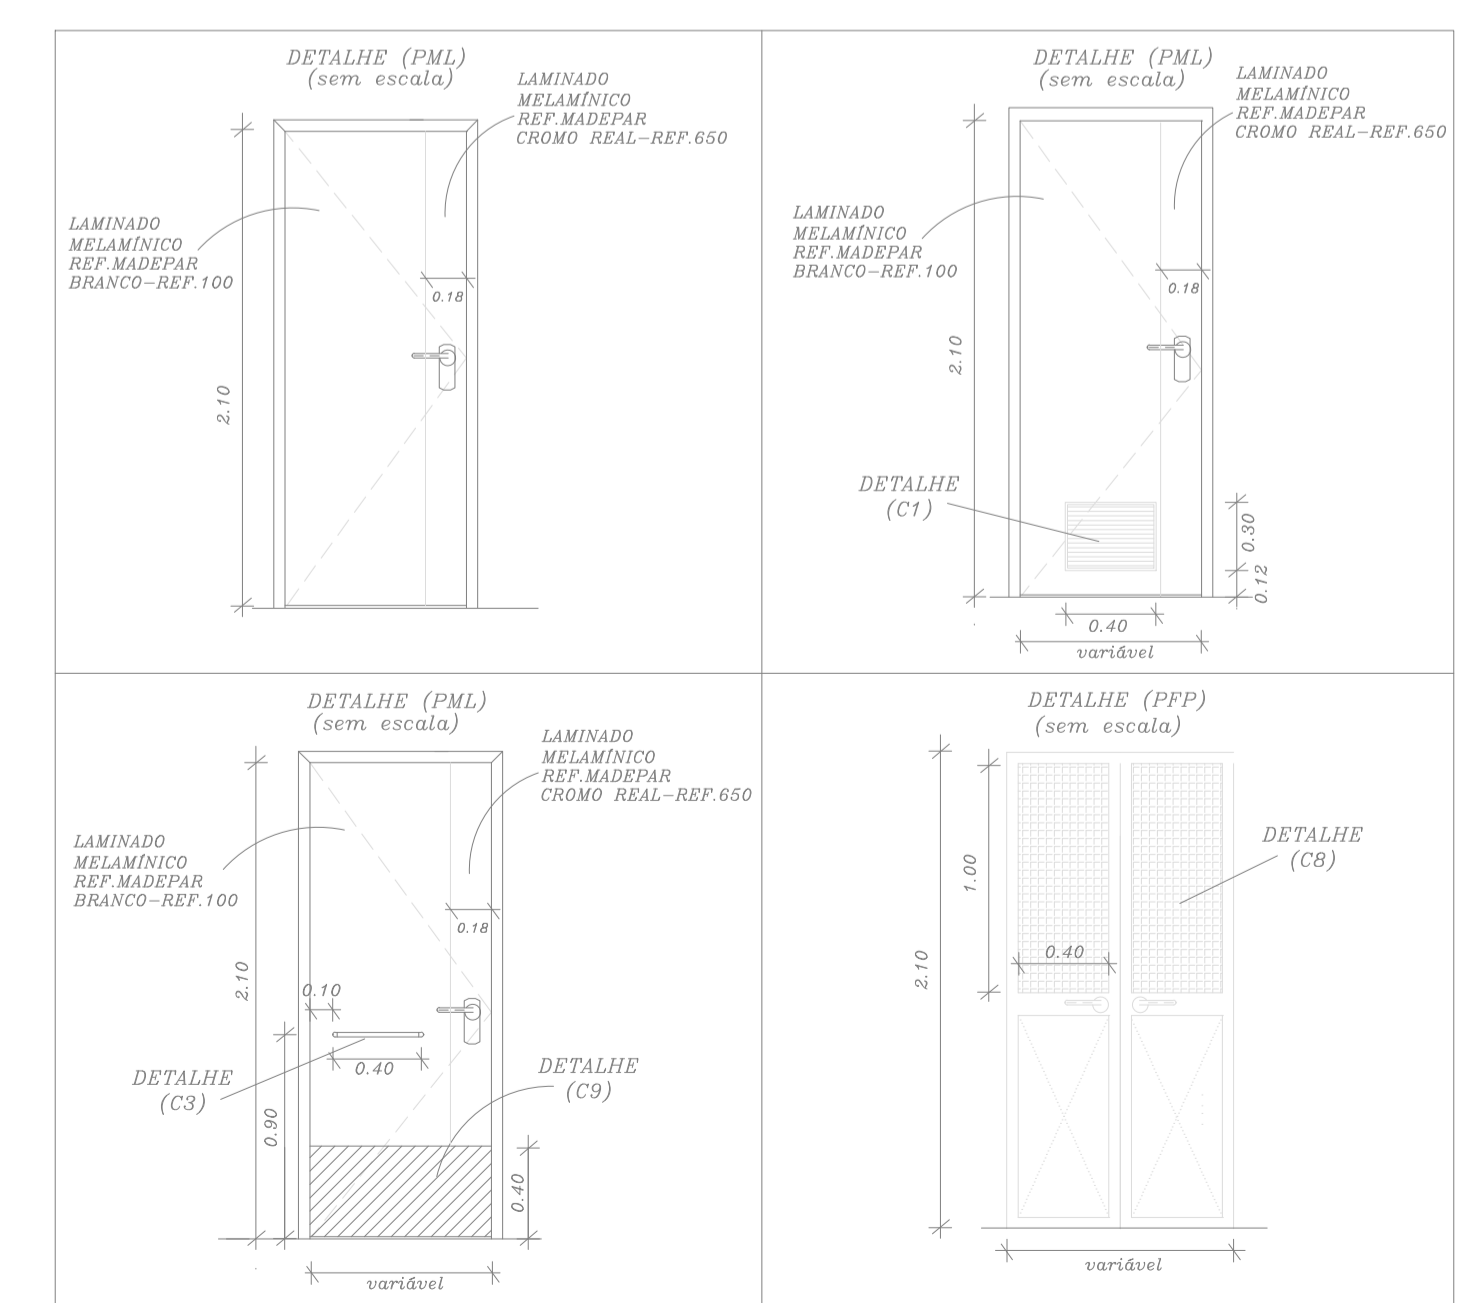 DETALHE (PML)
(sem escala)
LAMINADO
MELAMÍNICO
REF.MADEPAR
CROMO REAL-REF.650
LAMINADO
MELAMÍNICO
REF.MADEPAR
BRANCO-REF.100
0.18
2.10
DETALHE (PML)
(sem escala)
LAMINADO
MELAMÍNICO
REF.MADEPAR
CROMO REAL-REF.650
LAMINADO
MELAMÍNICO
REF.MADEPAR
BRANCO-REF.100
0.18
2.10
DETALHE
(C1)
0.30
0.12
0.40
variável
DETALHE (PML)
(sem escala)
LAMINADO
MELAMÍNICO
REF.MADEPAR
CROMO REAL-REF.650
LAMINADO
MELAMÍNICO
REF.MADEPAR
BRANCO-REF.100
0.18
2.10
0.10
0.40
DETALHE
(C3)
DETALHE
(C9)
0.90
0.40
variável
DETALHE (PFP)
(sem escala)
DETALHE
(C8)
1.00
0.40
2.10
variável